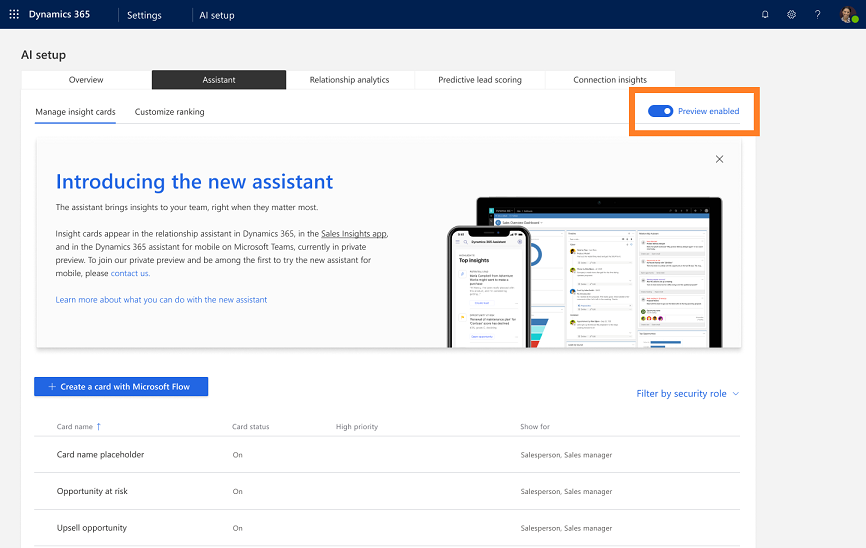 Dynamics 365
Settings
AI setup
?
AI setup
Overview
Assistant
Relationship analytics
Predictive lead scoring
Connection insights
Manage insight cards
Customize ranking
Preview enabled
Introducing the new assistant
The assistant brings insights to your team, right when they matter most.
Insight cards appear in the relationship assistant in Dynamics 365, in the Sales Insights app,
and in the Dynamics 365 assistant for mobile on Microsoft Teams, currently in private
preview. To join our private preview and be among the first to try the new assistant for
mobile, please contact us.
Learn more about what you can do with the new assistant
Dynamics 365 Assistant
Top insights
+ Create a card with Microsoft Flow
Filter by security role
Card name ↑
Card status
High priority
Show for
Card name placeholder
On
Salesperson, Sales manager
Opportunity at risk
On
Salesperson, Sales manager
Upsell opportunity
On
Salesperson, Sales manager